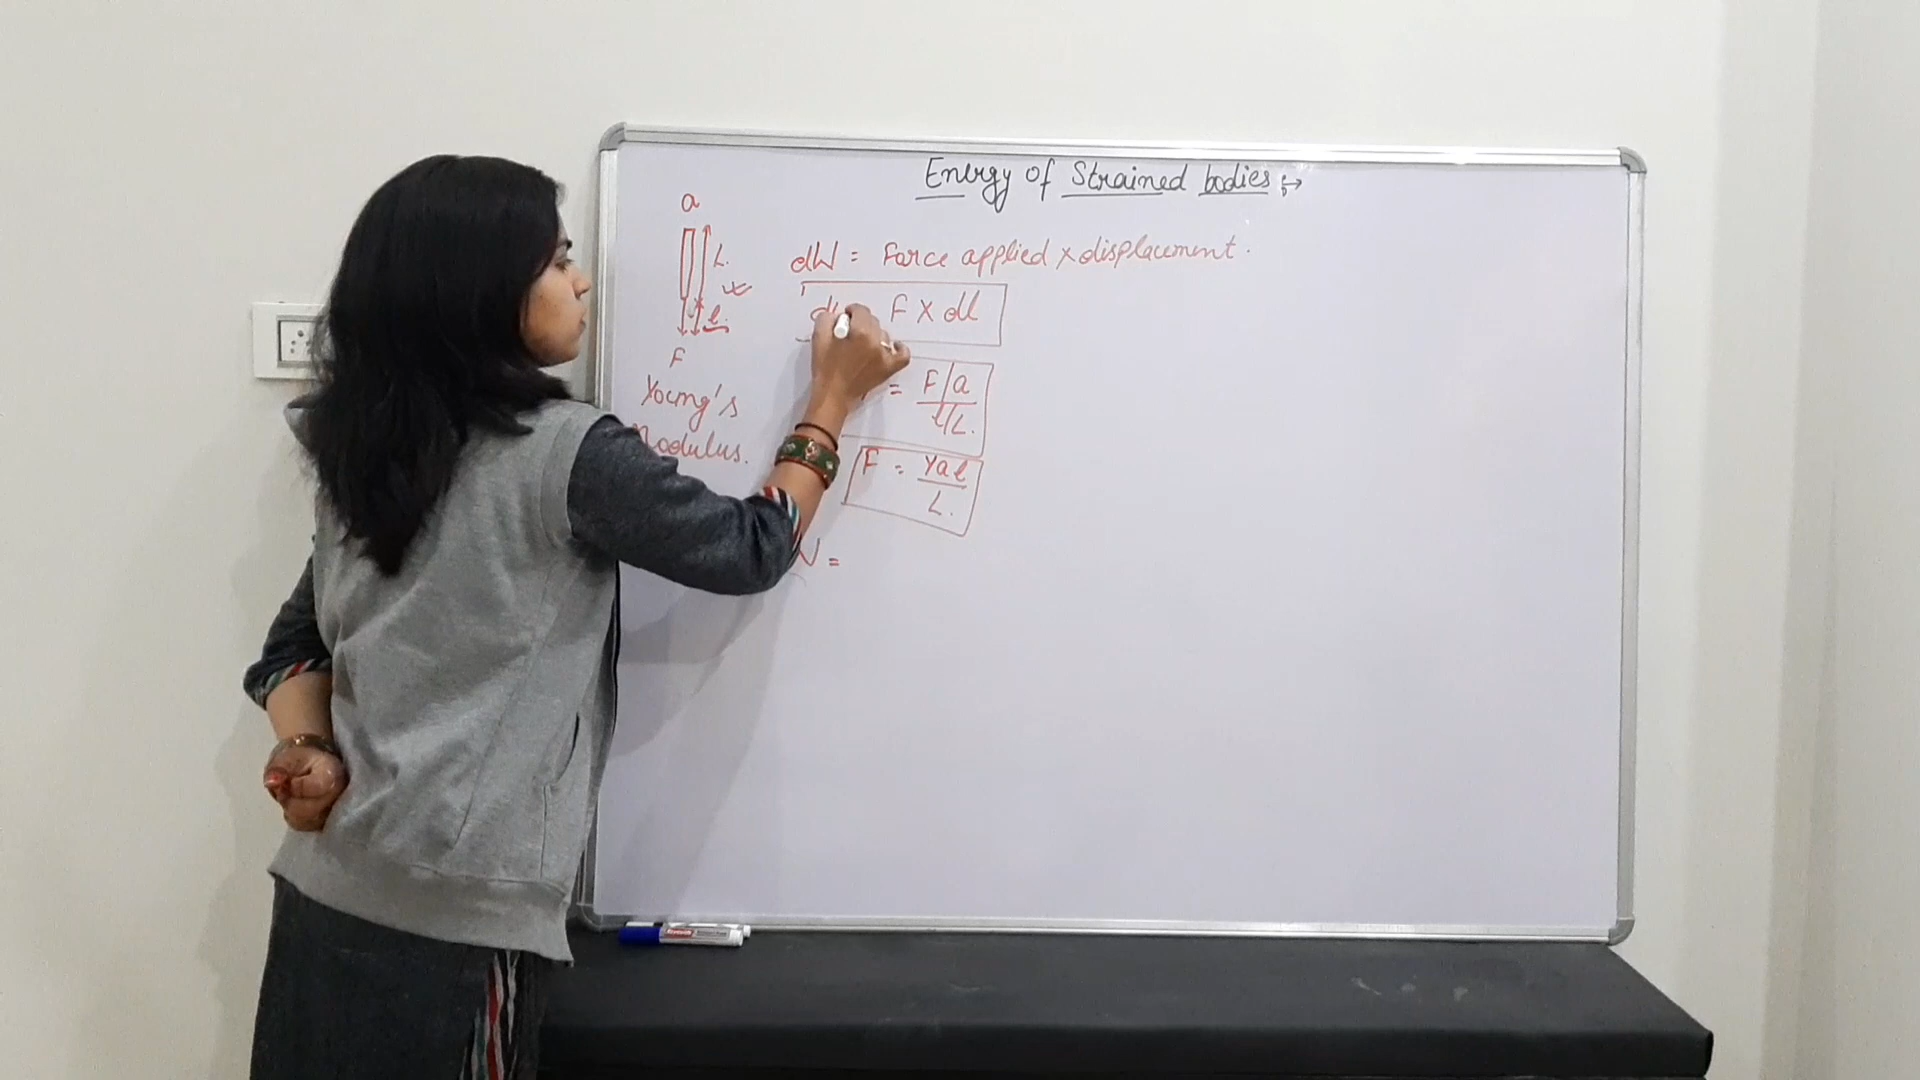 Energy of Strained bodies :→
a
L.
l.
F
Young's
Modulus.
dW = Force applied × displacement.
F × dl
= F/a
l/L.
F = Yal
L.
W =